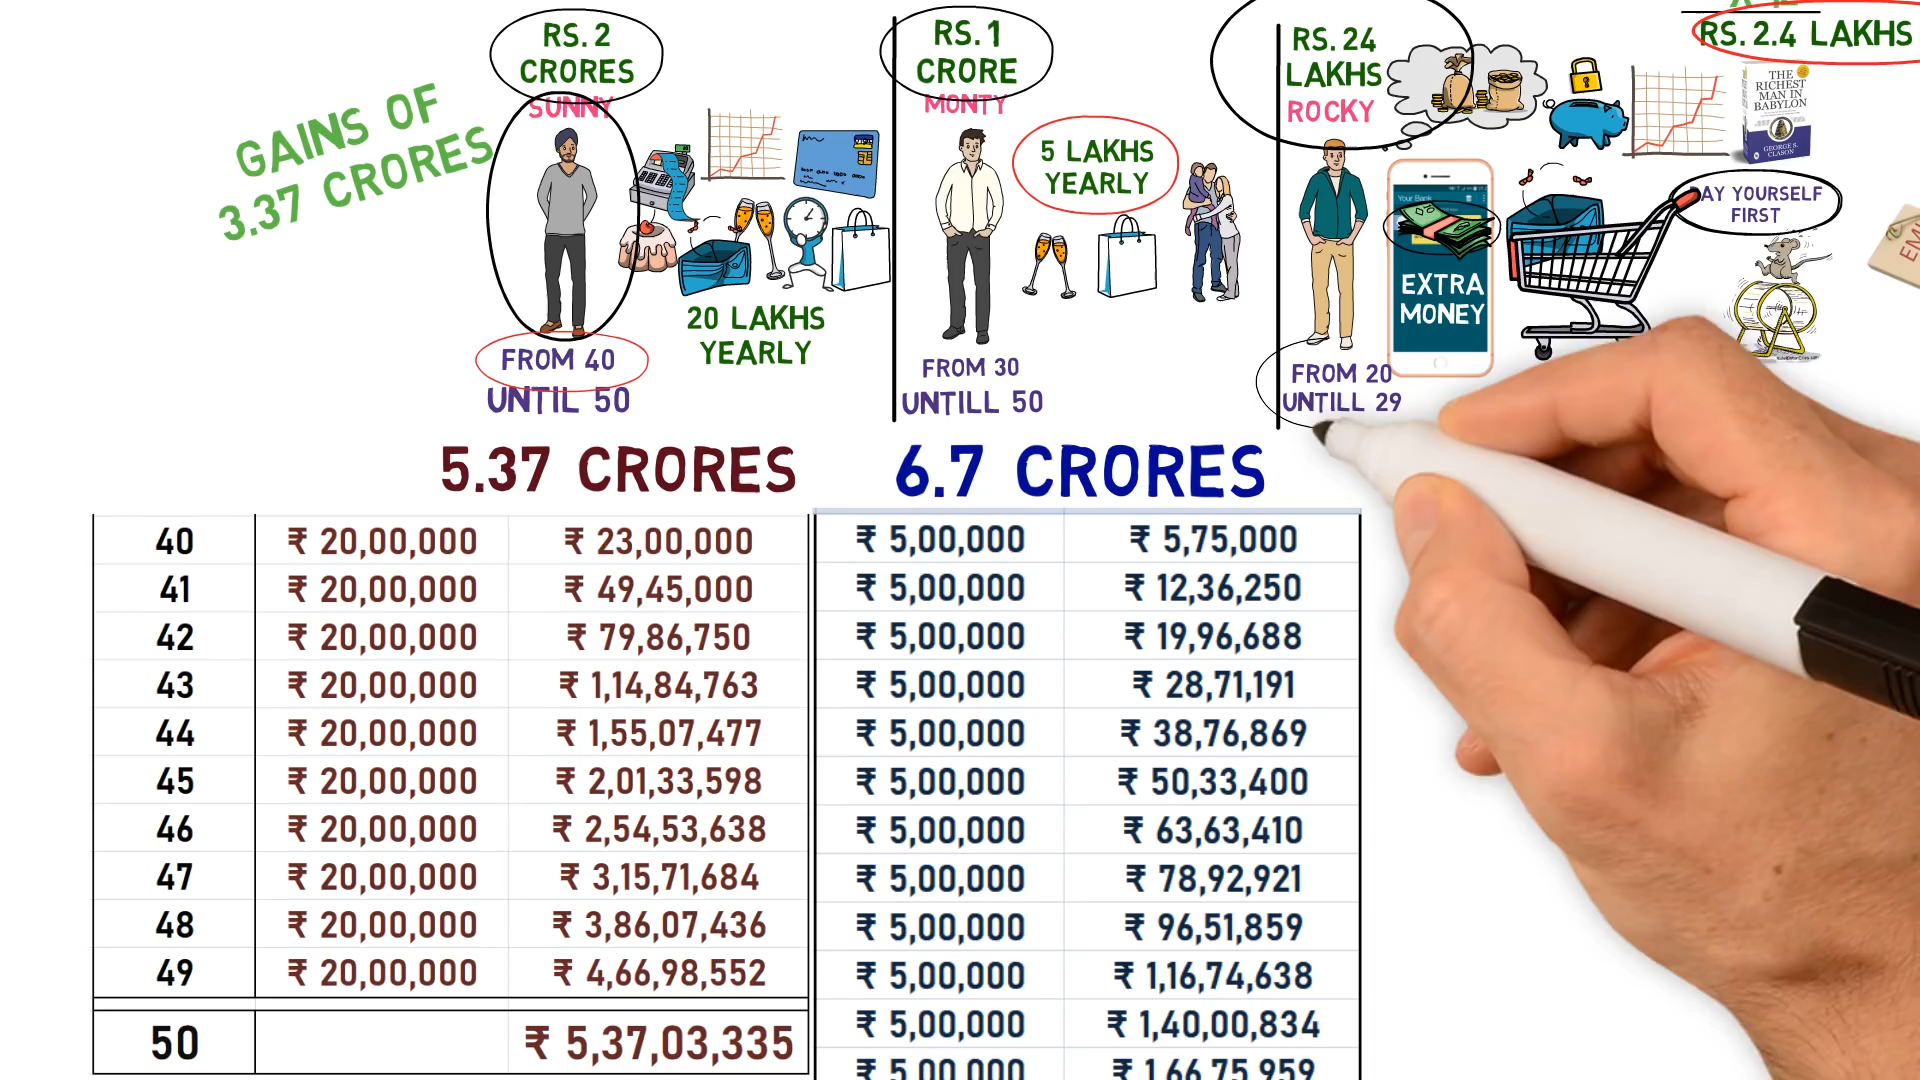 GAINS OF
3.37 CRORES
RS. 2
CRORES
SUNNY
20 LAKHS
YEARLY
FROM 40
UNTIL 50
RS. 1
CRORE
MONTY
5 LAKHS
YEARLY
FROM 30
UNTILL 50
RS. 24
LAKHS
ROCKY
Your Bank
EXTRA
MONEY
FROM 20
UNTILL 29
RS. 2.4 LAKHS
THE
RICHEST
MAN IN
BABYLON
GEORGE S.
CLASON
AY YOURSELF
FIRST
EM
5.37 CRORES
6.7 CRORES
40 ₹ 20,00,000 ₹ 23,00,000 ₹ 5,00,000 ₹ 5,75,000
41 ₹ 20,00,000 ₹ 49,45,000 ₹ 5,00,000 ₹ 12,36,250
42 ₹ 20,00,000 ₹ 79,86,750 ₹ 5,00,000 ₹ 19,96,688
43 ₹ 20,00,000 ₹ 1,14,84,763 ₹ 5,00,000 ₹ 28,71,191
44 ₹ 20,00,000 ₹ 1,55,07,477 ₹ 5,00,000 ₹ 38,76,869
45 ₹ 20,00,000 ₹ 2,01,33,598 ₹ 5,00,000 ₹ 50,33,400
46 ₹ 20,00,000 ₹ 2,54,53,638 ₹ 5,00,000 ₹ 63,63,410
47 ₹ 20,00,000 ₹ 3,15,71,684 ₹ 5,00,000 ₹ 78,92,921
48 ₹ 20,00,000 ₹ 3,86,07,436 ₹ 5,00,000 ₹ 96,51,859
49 ₹ 20,00,000 ₹ 4,66,98,552 ₹ 5,00,000 ₹ 1,16,74,638
50 ₹ 5,37,03,335 ₹ 5,00,000 ₹ 1,40,00,834
₹ 5,00,000 ₹ 1,66,75,959